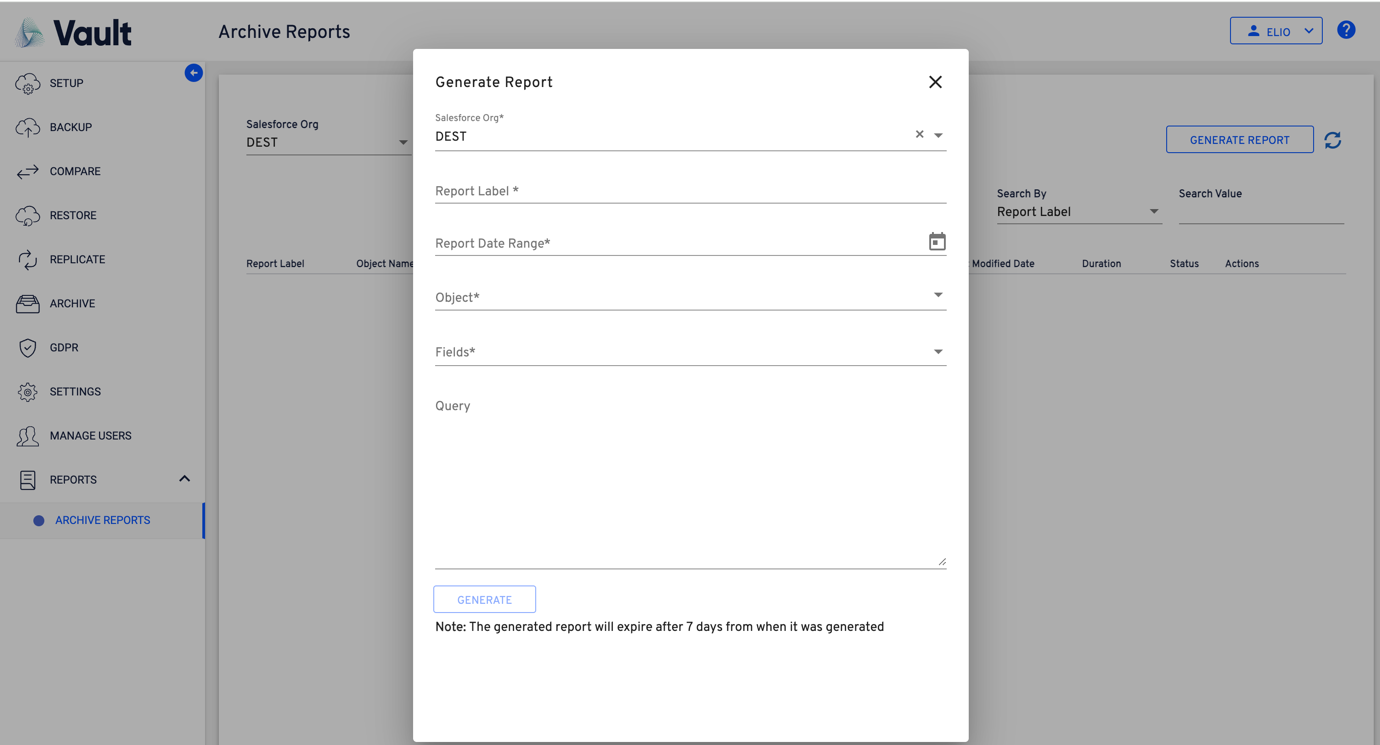 Vault
Archive Reports
ELIO
?
SETUP
BACKUP
COMPARE
RESTORE
REPLICATE
ARCHIVE
GDPR
SETTINGS
MANAGE USERS
REPORTS
ARCHIVE REPORTS
Salesforce Org
DEST
GENERATE REPORT
Search By
Report Label
Search Value
Report Label Object Name Modified Date Duration Status Actions
Generate Report
Salesforce Org*
DEST
Report Label *
Report Date Range*
Object*
Fields*
Query
GENERATE
Note: The generated report will expire after 7 days from when it was generated